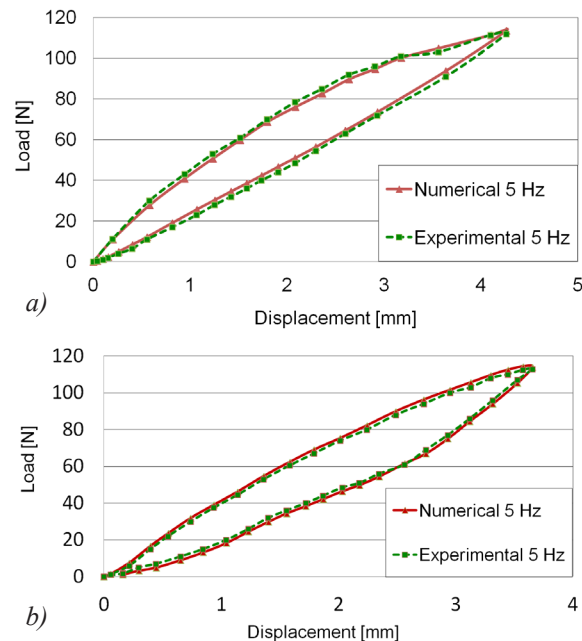 120
100
80
60
40
20
0
Load [N]
Numerical 5 Hz
Experimental 5 Hz
0 1 2 3 4 5
Displacement [mm]
a)
120
100
80
60
40
20
0
Load [N]
Numerical 5 Hz
Experimental 5 Hz
0 1 2 3 4
Displacement [mm]
b)